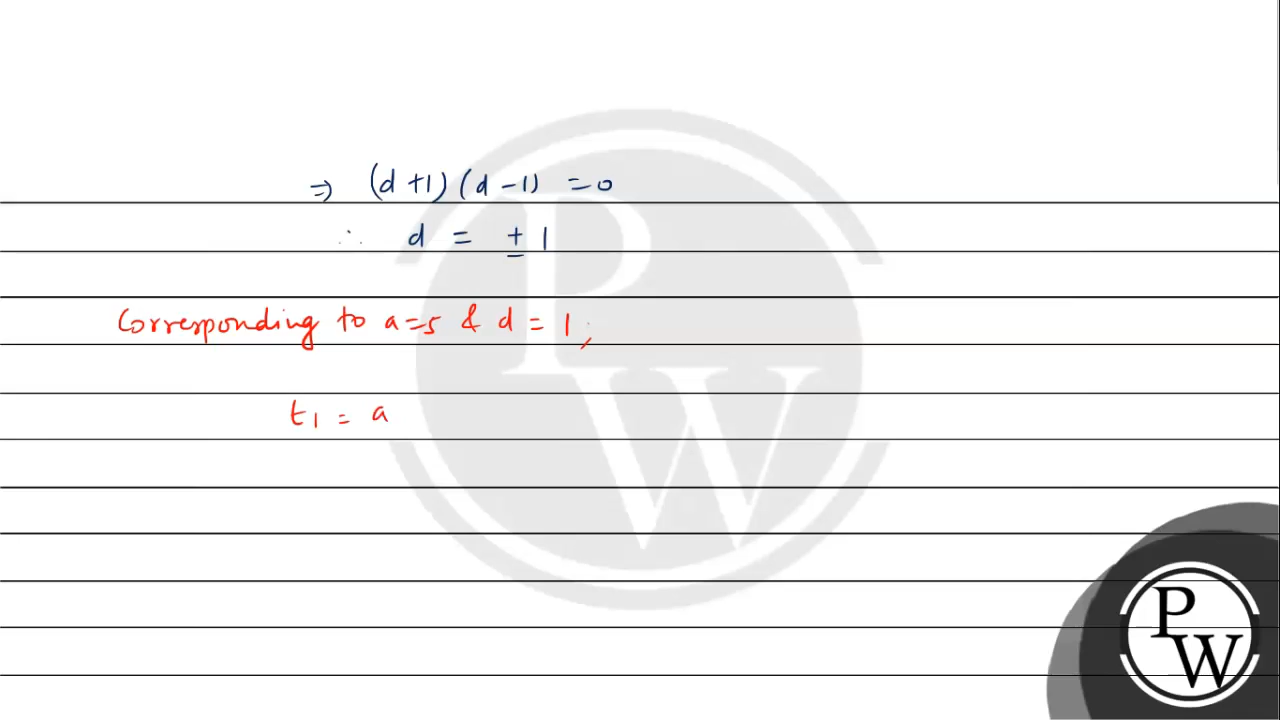 ⇒ (d+1)(d-1) = 0
∴ d = ± 1
Corresponding to a=5 & d = 1;
t1 = a
P
W
P
W